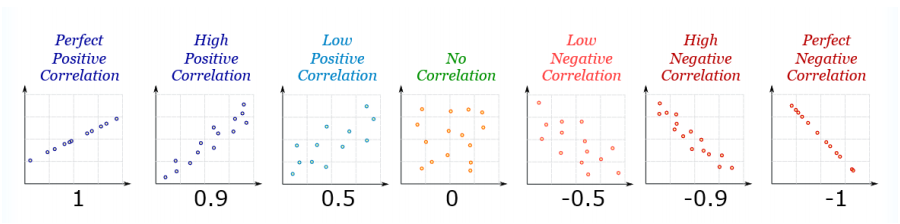 Perfect
Positive
Correlation
1
High
Positive
Correlation
0.9
Low
Positive
Correlation
0.5
No
Correlation
0
Low
Negative
Correlation
-0.5
High
Negative
Correlation
-0.9
Perfect
Negative
Correlation
-1